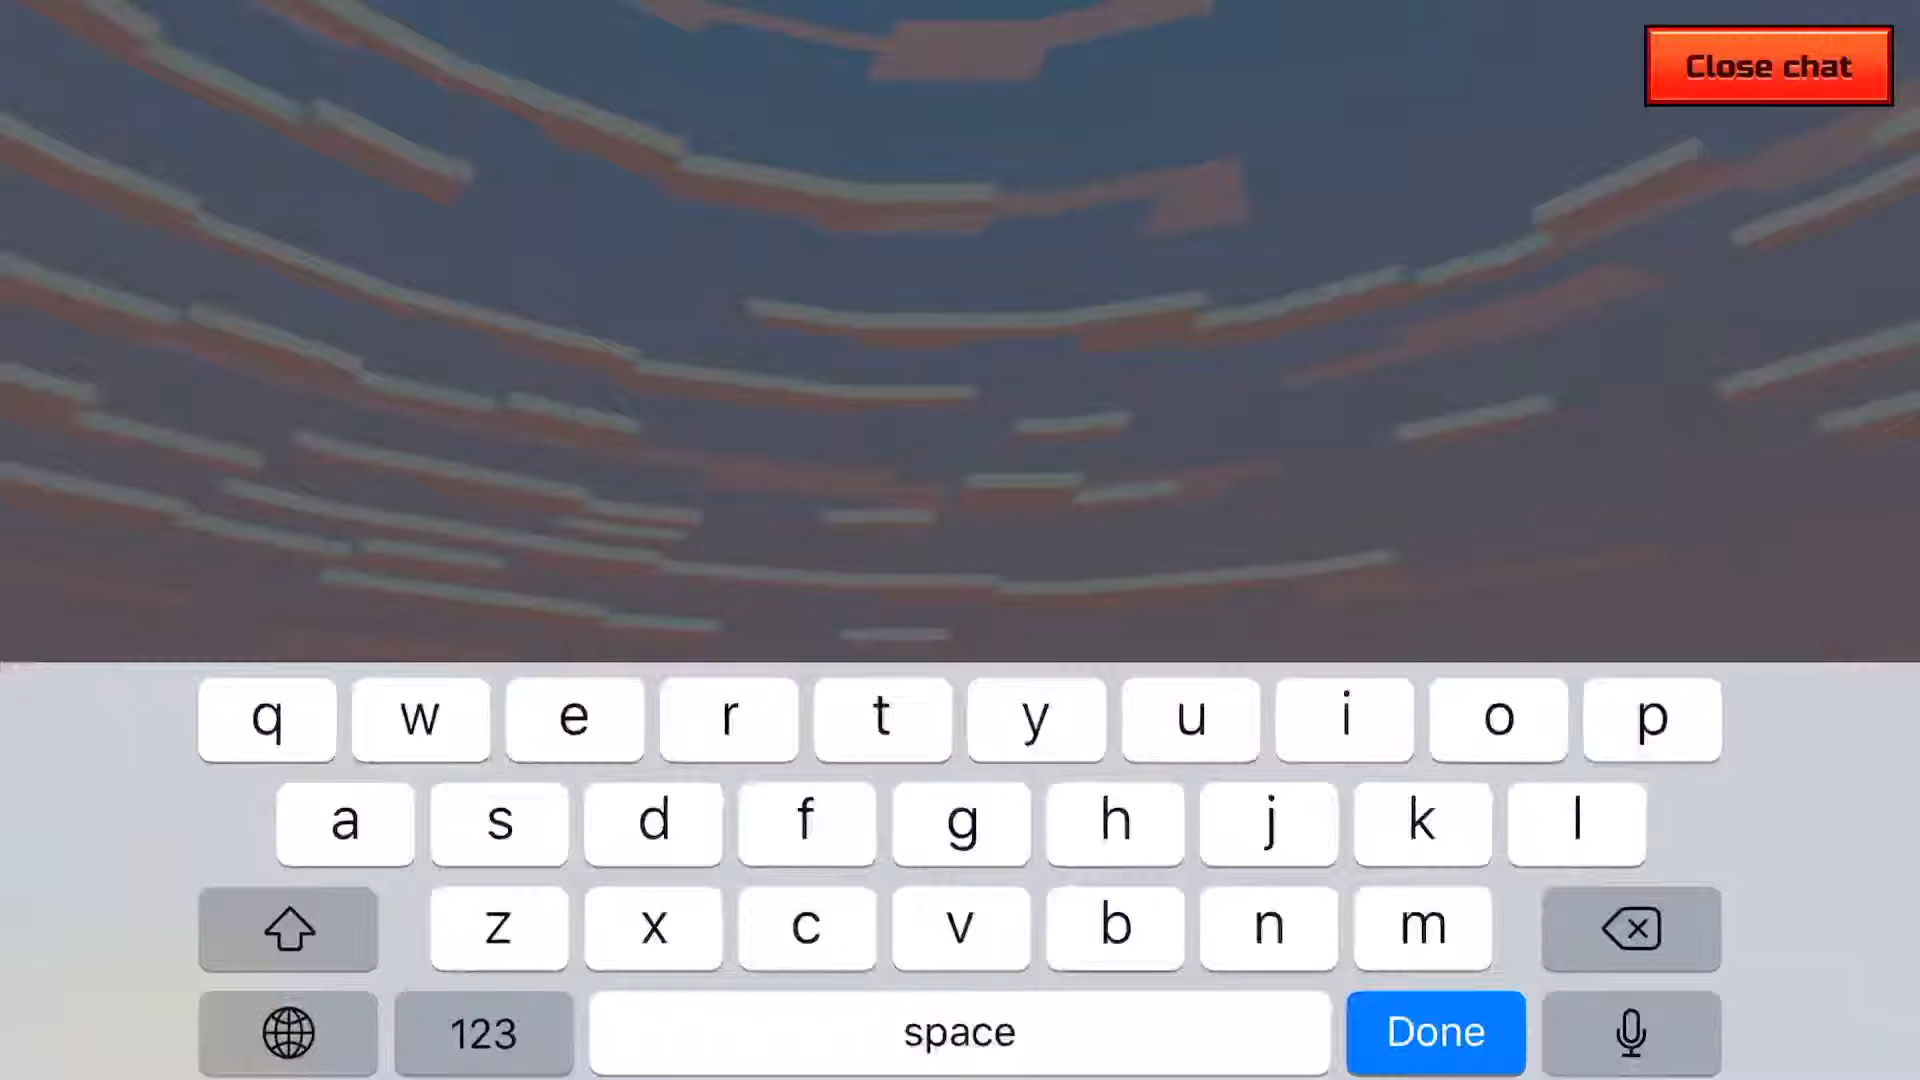 Close chat
q w e r t y u i o p
a s d f g h j k l
z x c v b n m
123 space Done